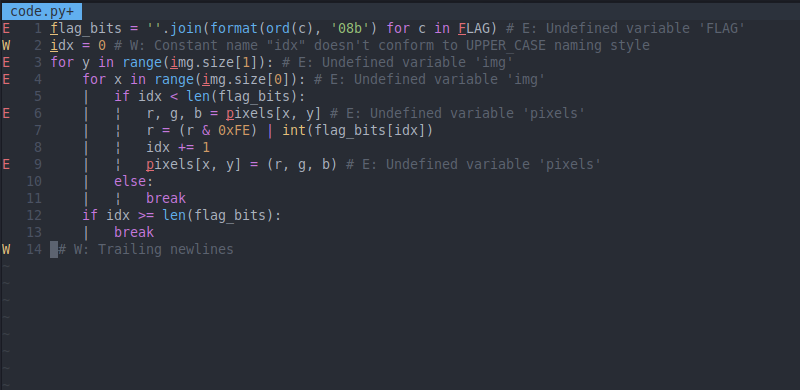 code.py+
E 1 flag_bits = ''.join(format(ord(c), '08b') for c in FLAG) # E: Undefined variable 'FLAG'
W 2 idx = 0 # W: Constant name "idx" doesn't conform to UPPER_CASE naming style
E 3 for y in range(img.size[1]): # E: Undefined variable 'img'
E 4     for x in range(img.size[0]): # E: Undefined variable 'img'
5     |   if idx < len(flag_bits):
E 6     |   ¦   r, g, b = pixels[x, y] # E: Undefined variable 'pixels'
7     |   ¦   r = (r & 0xFE) | int(flag_bits[idx])
8     |   ¦   idx += 1
E 9     |   ¦   pixels[x, y] = (r, g, b) # E: Undefined variable 'pixels'
10     |   else:
11     |   ¦   break
12     if idx >= len(flag_bits):
13     |   break
W 14 # W: Trailing newlines
~
~
~
~
~
~
~
~